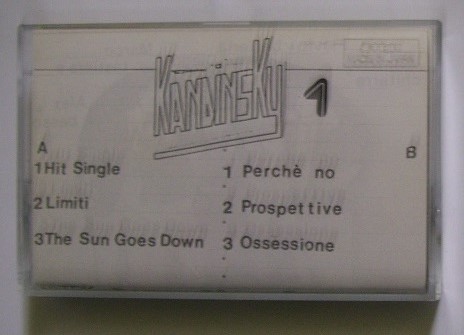 KANDINSKY 1
A
1 Hit Single
2 Limiti
3 The Sun Goes Down
B
1 Perchè no
2 Prospettive
3 Ossessione